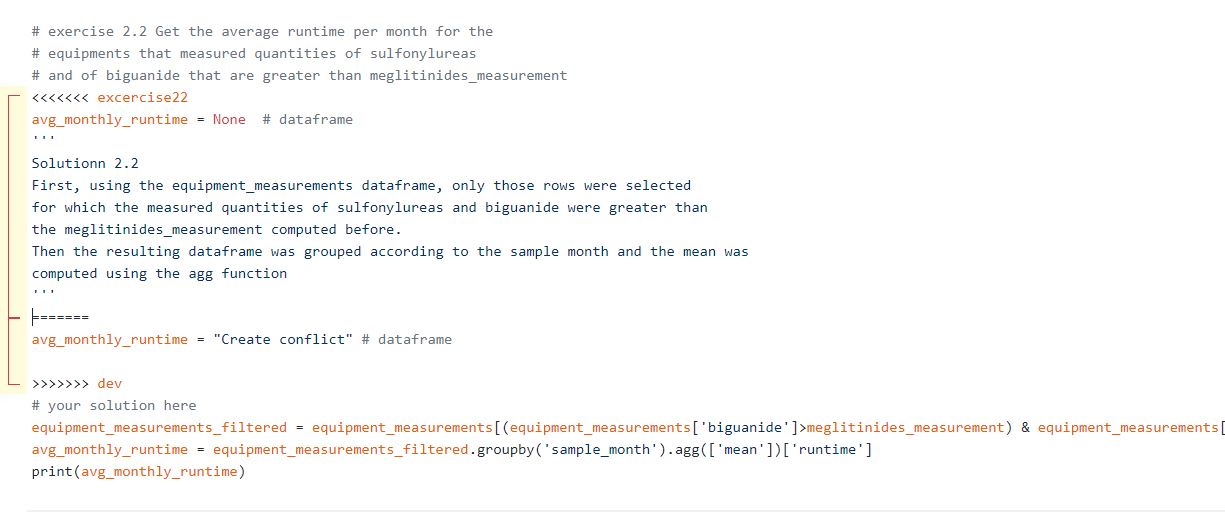 # exercise 2.2 Get the average runtime per month for the
# equipments that measured quantities of sulfonylureas
# and of biguanide that are greater than meglitinides_measurement
<<<<<<< excercise22
avg_monthly_runtime = None  # dataframe
'''
Solutionn 2.2
First, using the equipment_measurements dataframe, only those rows were selected
for which the measured quantities of sulfonylureas and biguanide were greater than
the meglitinides_measurement computed before.
Then the resulting dataframe was grouped according to the sample month and the mean was
computed using the agg function
'''
=======
avg_monthly_runtime = "Create conflict" # dataframe
>>>>>>> dev
# your solution here
equipment_measurements_filtered = equipment_measurements[(equipment_measurements['biguanide']>meglitinides_measurement) & equipment_measurements[
avg_monthly_runtime = equipment_measurements_filtered.groupby('sample_month').agg(['mean'])['runtime']
print(avg_monthly_runtime)